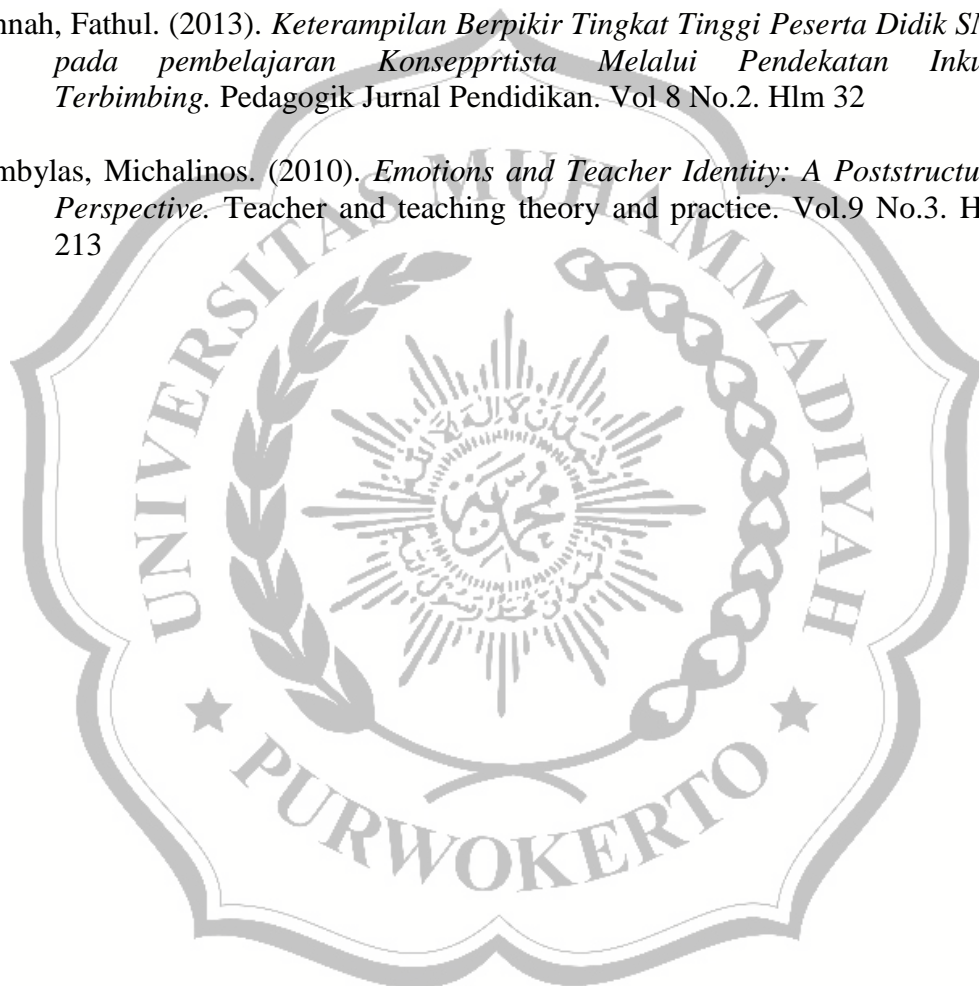 nnah, Fathul. (2013). Keterampilan Berpikir Tingkat Tinggi Peserta Didik SM
pada pembelajaran Konsepprtista Melalui Pendekatan Inku
Terbimbing. Pedagogik Jurnal Pendidikan. Vol 8 No.2. Hlm 32
mbylas, Michalinos. (2010). Emotions and Teacher Identity: A Poststructu
Perspective. Teacher and teaching theory and practice. Vol.9 No.3. H
213
UNIVERSITAS MUHAMMADIYAH
محمدية
PURWOKERTO